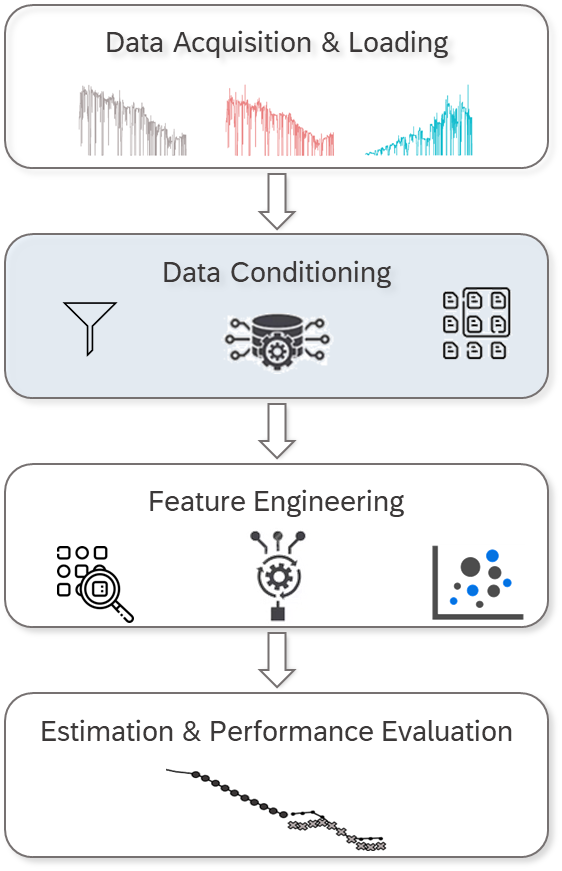 Data Acquisition & Loading
Data Conditioning
Feature Engineering
Estimation & Performance Evaluation